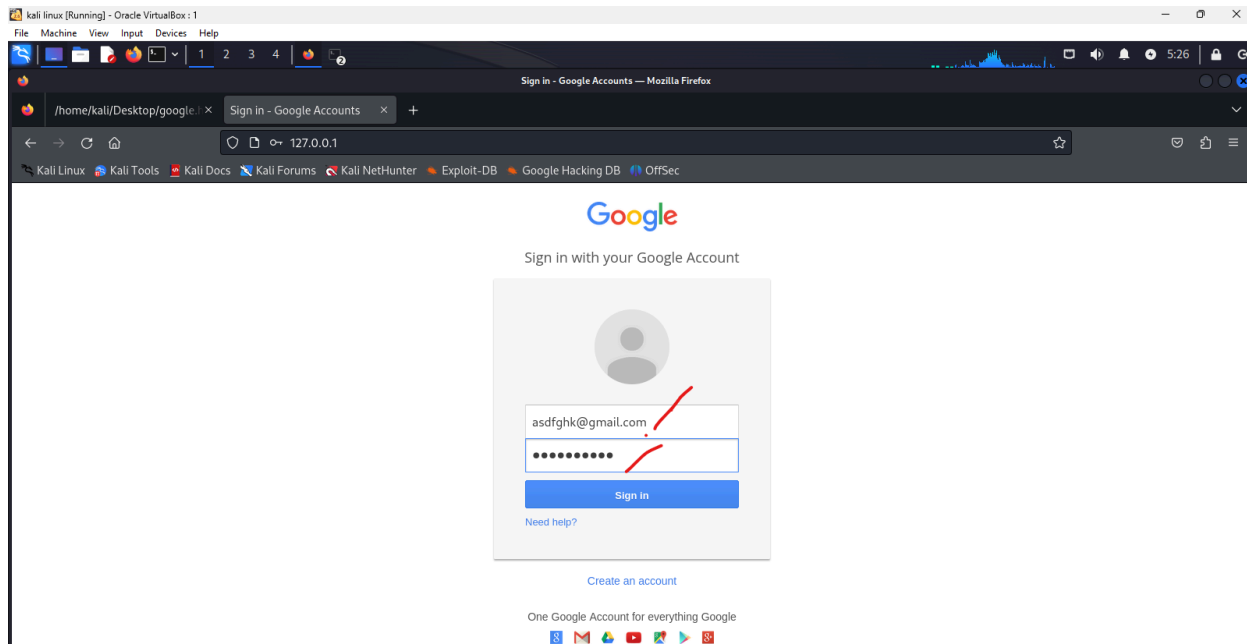 kali linux [Running] - Oracle VirtualBox : 1
File Machine View Input Devices Help
1 2 3 4 5:26
Sign in - Google Accounts — Mozilla Firefox
/home/kali/Desktop/google. Sign in - Google Accounts
127.0.0.1
Kali Linux Kali Tools Kali Docs Kali Forums Kali NetHunter Exploit-DB Google Hacking DB OffSec
Google
Sign in with your Google Account
asdfghk@gmail.com
••••••••••
Sign in
Need help?
Create an account
One Google Account for everything Google